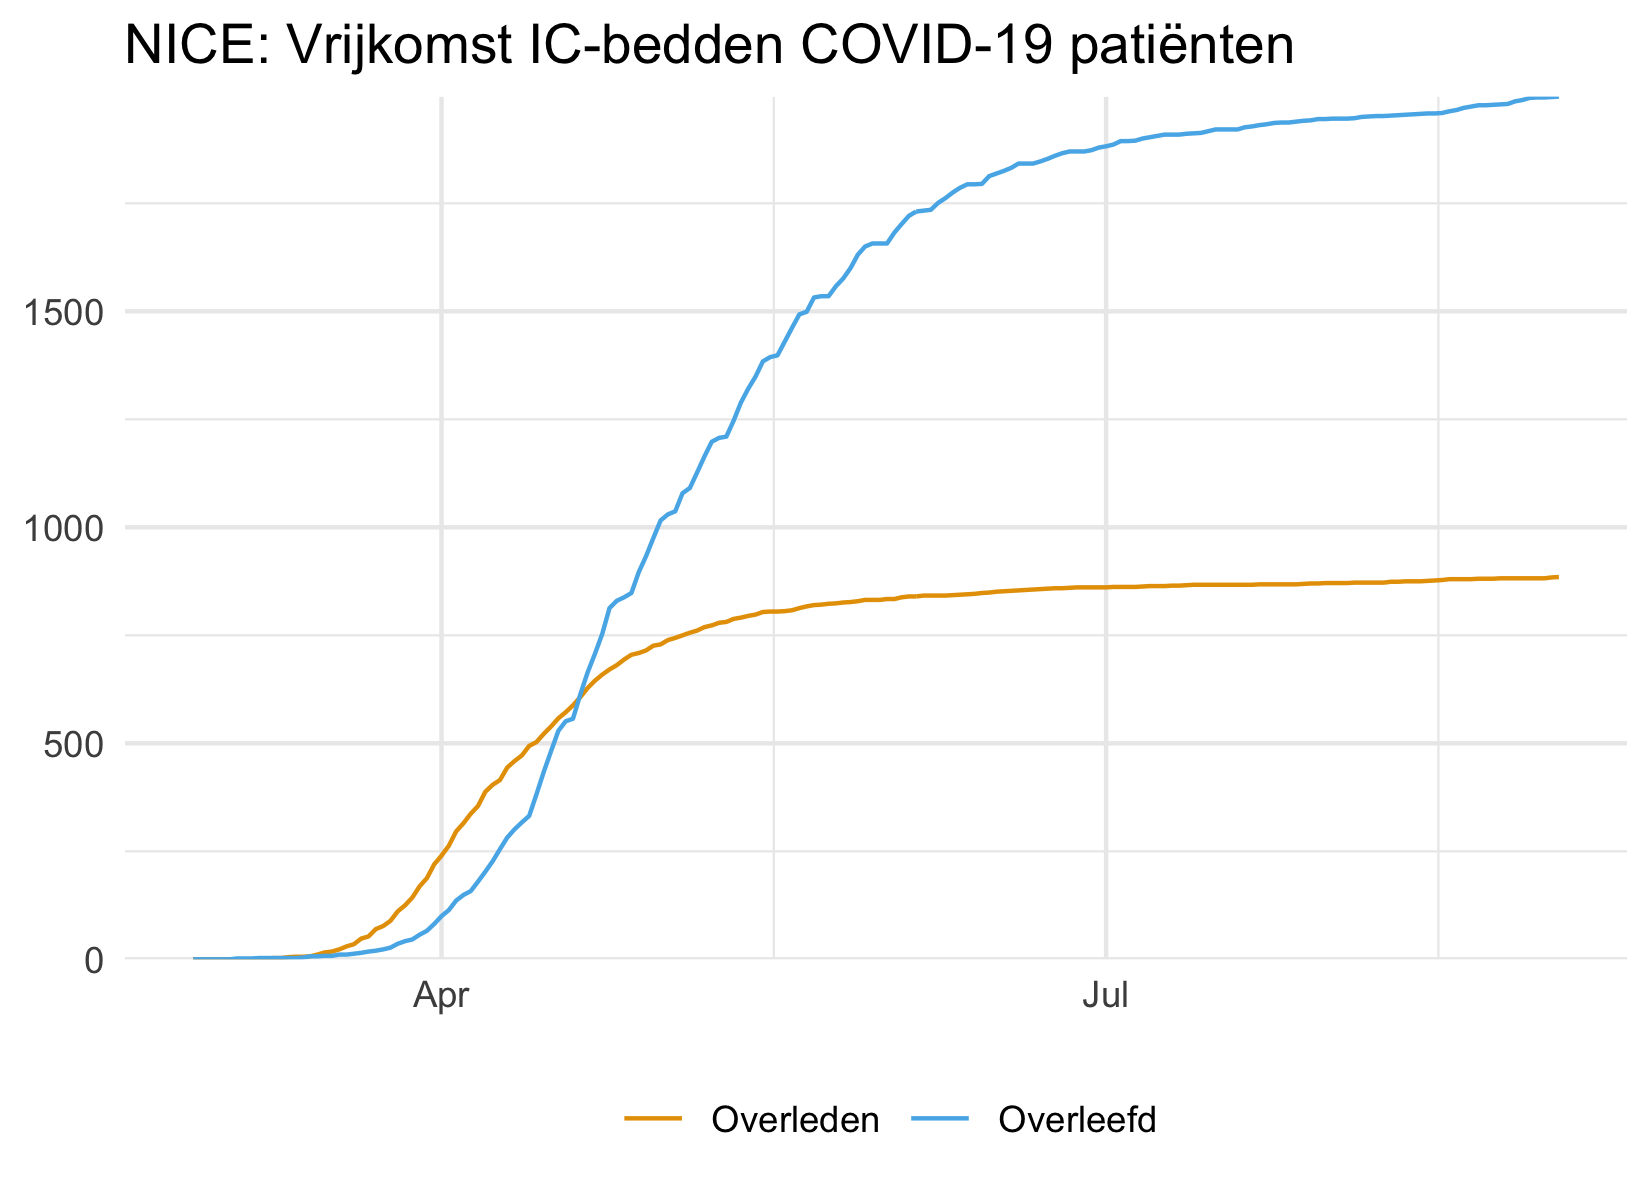 NICE: Vrijkomst IC-bedden COVID-19 patiënten
1500
1000
500
0
Apr Jul
Overleden Overleefd